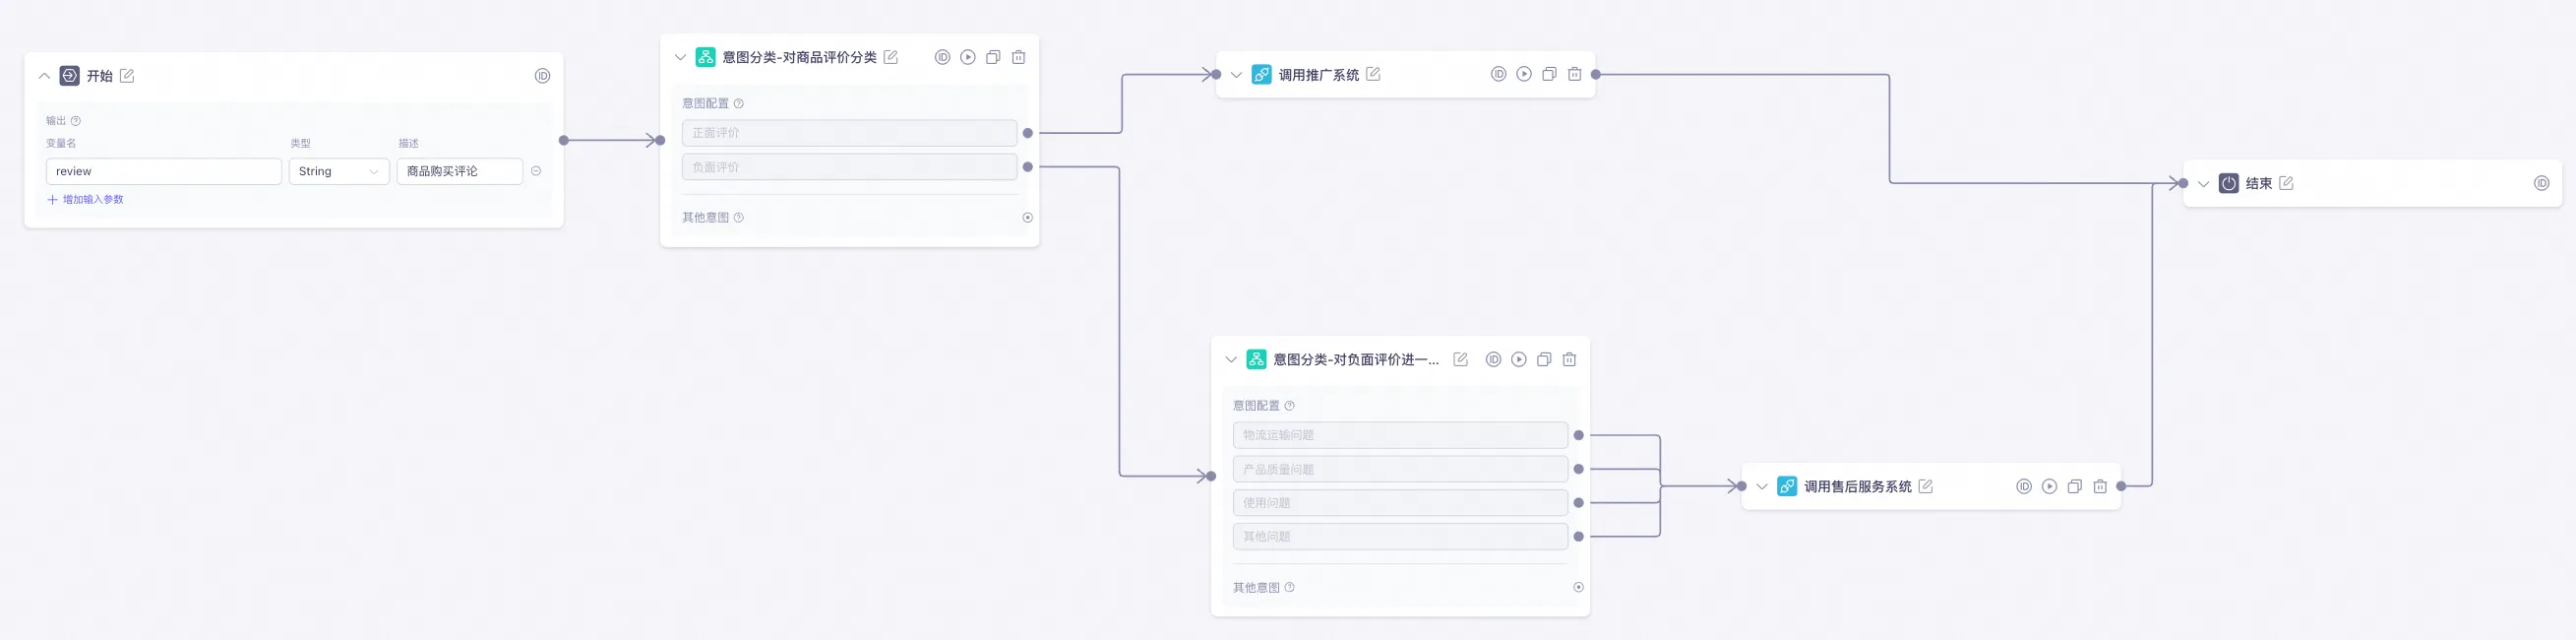 开始
输出
变量名 类型 描述
review String 商品购买评论
增加输入参数
意图分类-对商品评价分类
意图配置
正面评价
负面评价
其他意图
调用推广系统
意图分类-对负面评价进一...
意图配置
物流运输问题
产品质量问题
使用问题
其他问题
其他意图
调用售后服务系统
结束